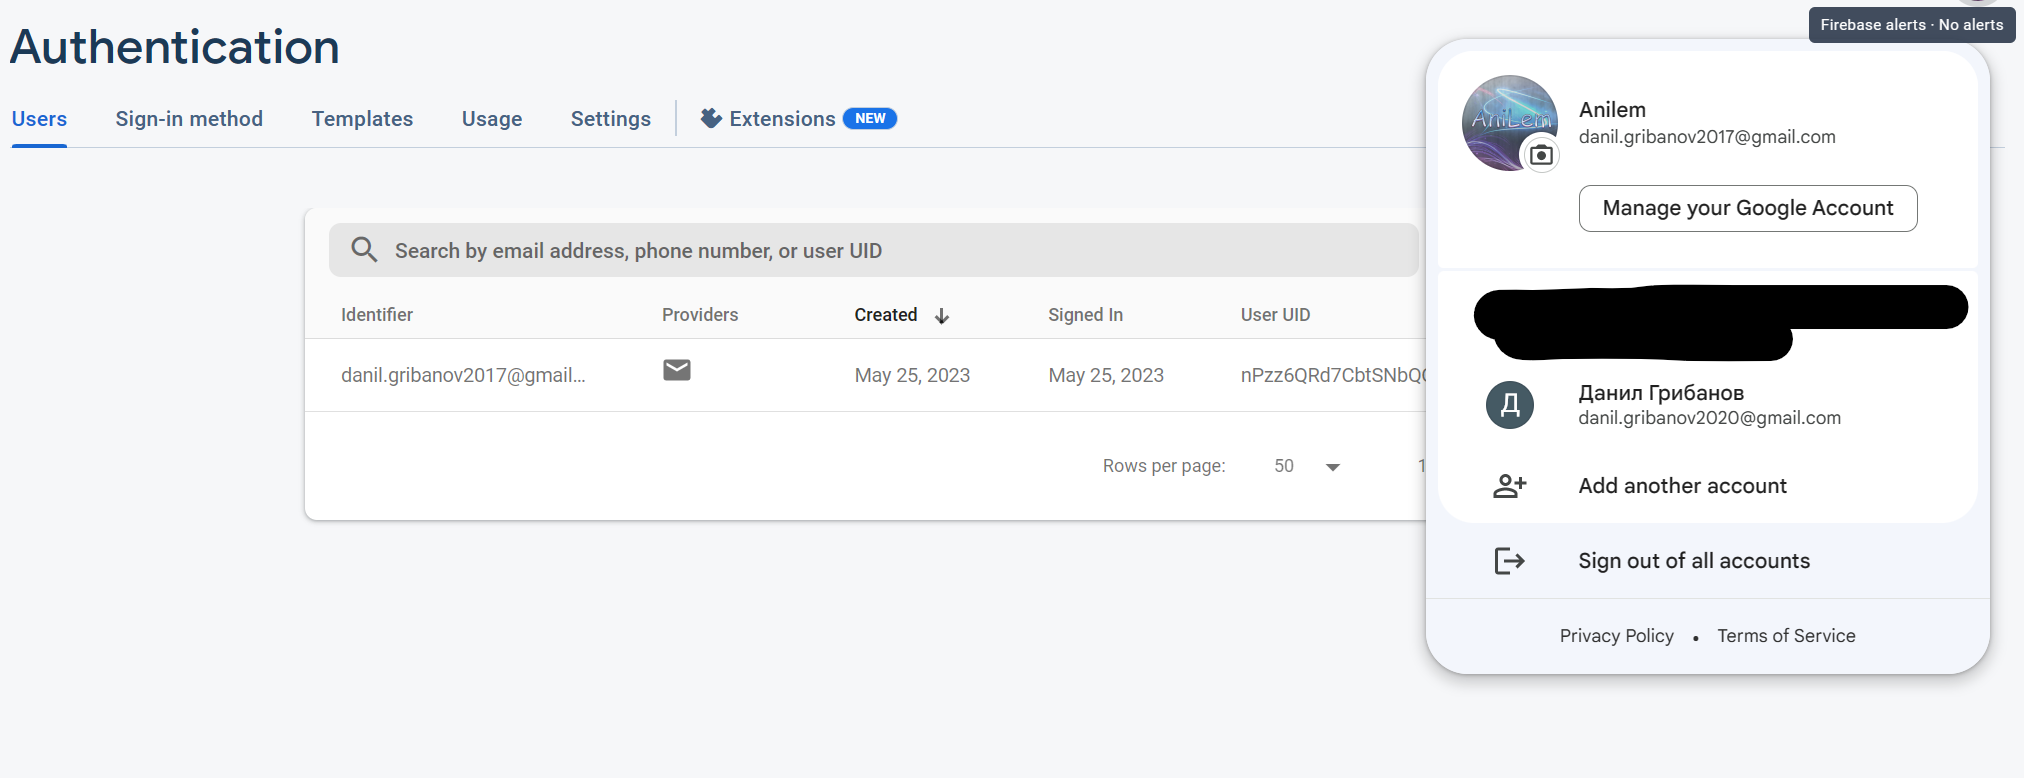 Firebase alerts · No alerts
Authentication
Users Sign-in method Templates Usage Settings Extensions NEW
AniLem
Anilem
danil.gribanov2017@gmail.com
Manage your Google Account
Search by email address, phone number, or user UID
Identifier Providers Created Signed In User UID
danil.gribanov2017@gmail... May 25, 2023 May 25, 2023 nPzz6QRd7CbtSNbQ
Rows per page: 50 1
Д
Данил Грибанов
danil.gribanov2020@gmail.com
Add another account
Sign out of all accounts
Privacy Policy • Terms of Service